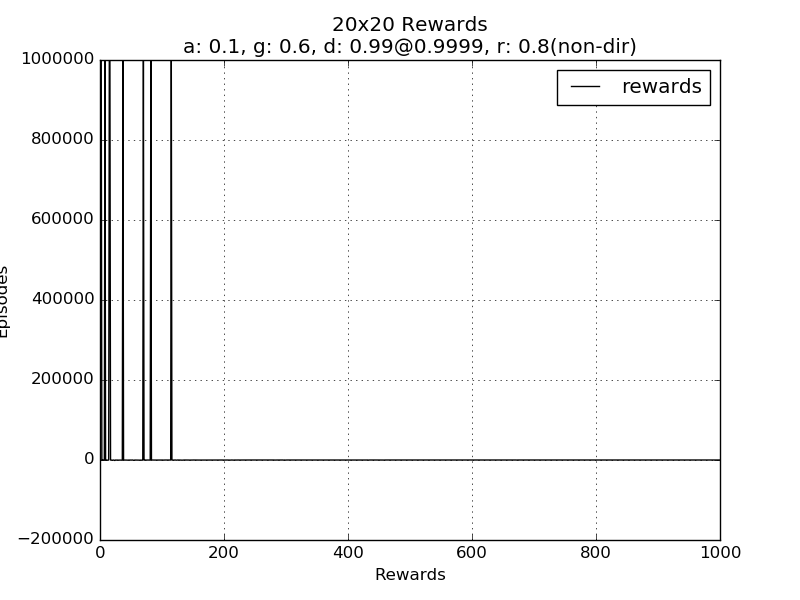 20x20 Rewards
a: 0.1, g: 0.6, d: 0.99@0.9999, r: 0.8(non-dir)
rewards
1000000
800000
600000
400000
200000
0
−200000
Episodes
0 200 400 600 800 1000
Rewards